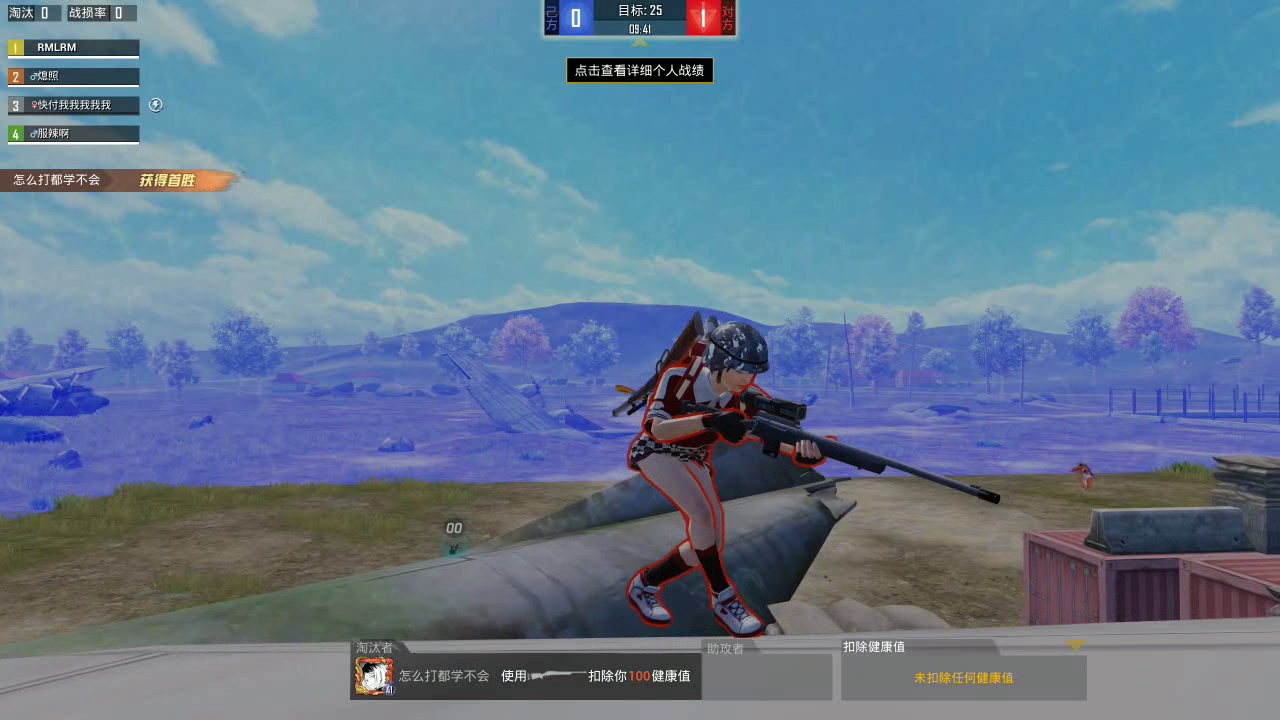 淘汰 0 战损率 0
己方 0 目标: 25 1 对方
09:41
点击查看详细个人战绩
1 RMLRM
2 ♂熄照
3 ♀快付我我我我我
4 ♂服辣啊
怎么打都学不会 获得首胜
00
淘汰者
怎么打都学不会 使用 扣除你100健康值
41
助攻者
扣除健康值
未扣除任何健康值